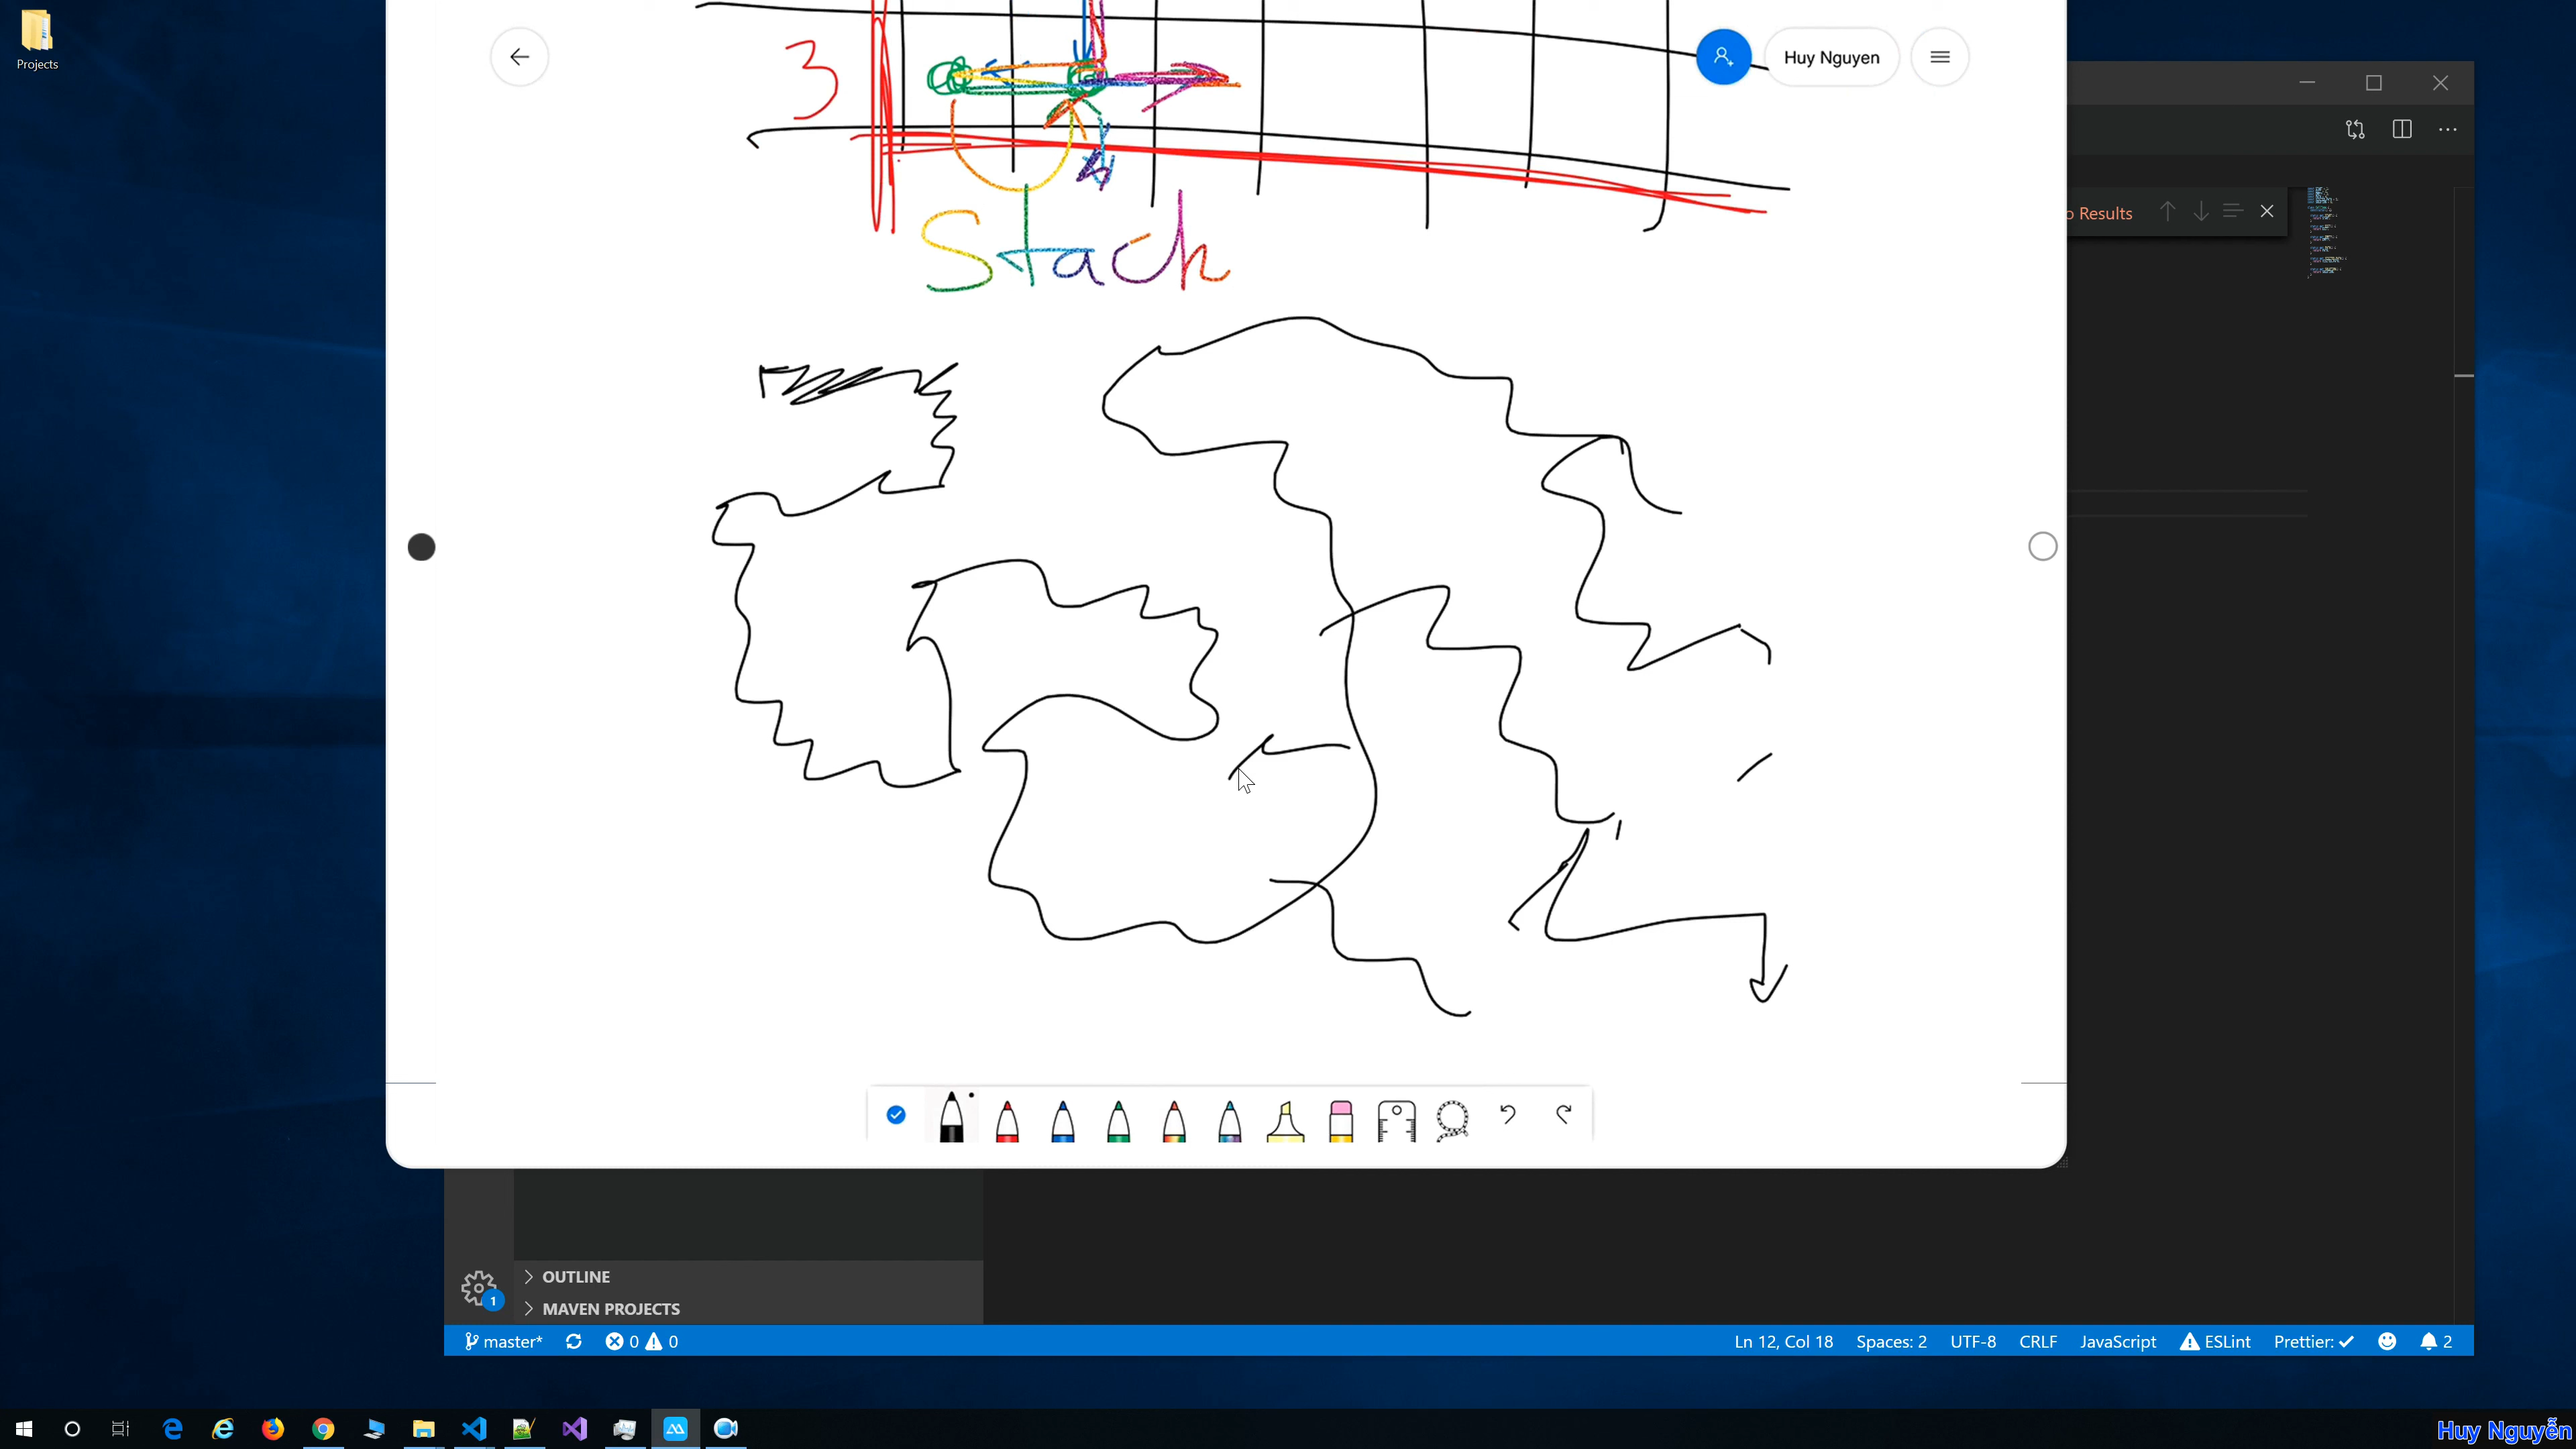 Projects
Huy Nguyen
3
o Results
Stack
OUTLINE
1
MAVEN PROJECTS
master* 0 0 Ln 12, Col 18 Spaces: 2 UTF-8 CRLF JavaScript ESLint Prettier: 2
Huy Nguyễn